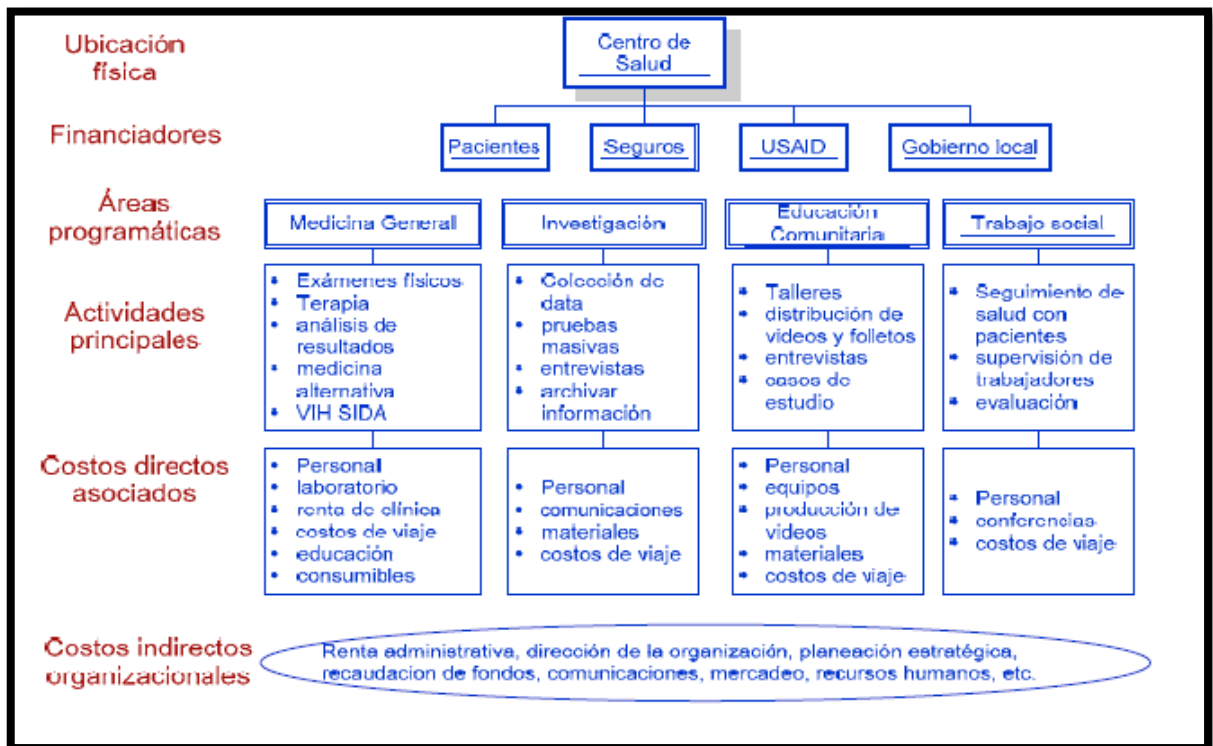 Ubicación
física
Centro de
Salud
Financiadores
Pacientes
Seguros
USAID
Gobierno local
Áreas
programáticas
Medicina General
Investigación
Educación
Comunitaria
Trabajo social
Actividades
principales
• Exámenes físicos
• Terapia
• análisis de
resultados
• medicina
alternativa
• VIH SIDA
• Colección de
data
• pruebas
masivas
• entrevistas
• archivar
información
• Talleres
• distribución de
videos y folletos
• entrevistas
• casos de
estudio
• Seguimiento de
salud con
pacientes
• supervisión de
trabajadores
• evaluación
Costos directos
asociados
• Personal
• laboratorio
• renta de clínica
• costos de viaje
• educación
• consumibles
• Personal
• comunicaciones
• materiales
• costos de viaje
• Personal
• equipos
• producción de
videos
• materiales
• costos de viaje
• Personal
• conferencias
• costos de viaje
Costos indirectos
organizacionales
Renta administrativa, dirección de la organización, planeación estratégica,
recaudacion de fondos, comunicaciones, mercadeo, recursos humanos, etc.